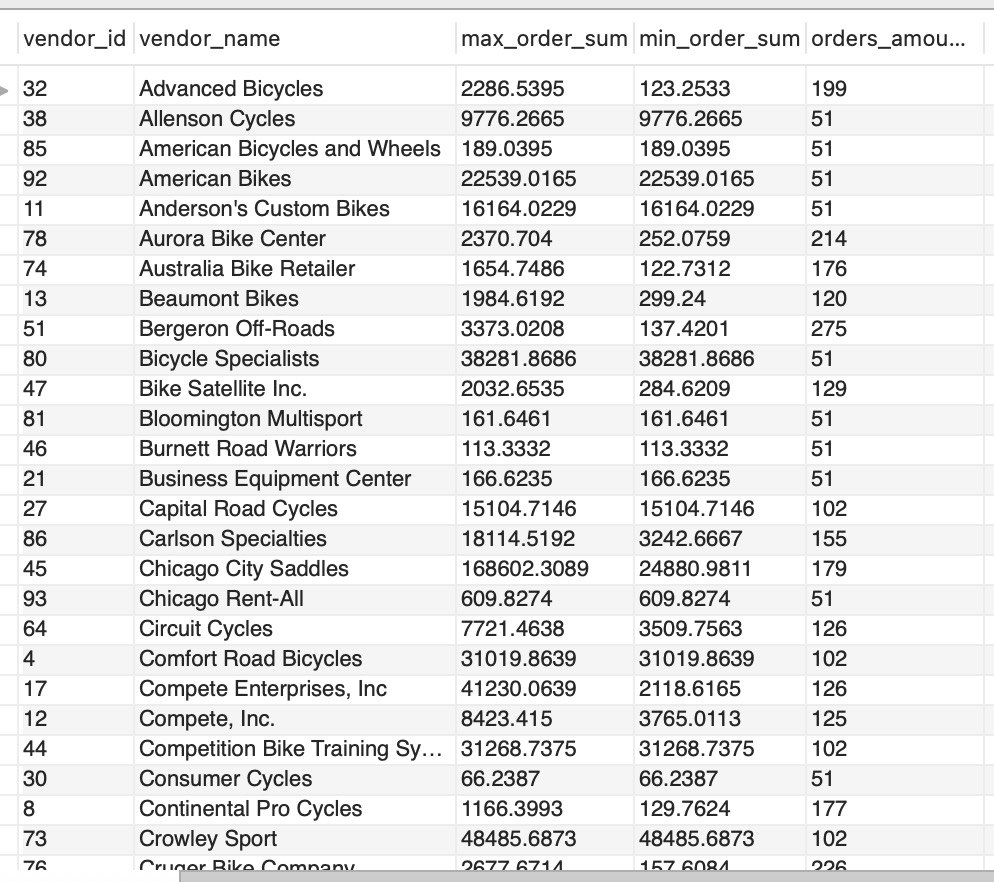 vendor_id vendor_name max_order_sum min_order_sum orders_amou...
32 Advanced Bicycles 2286.5395 123.2533 199
38 Allenson Cycles 9776.2665 9776.2665 51
85 American Bicycles and Wheels 189.0395 189.0395 51
92 American Bikes 22539.0165 22539.0165 51
11 Anderson's Custom Bikes 16164.0229 16164.0229 51
78 Aurora Bike Center 2370.704 252.0759 214
74 Australia Bike Retailer 1654.7486 122.7312 176
13 Beaumont Bikes 1984.6192 299.24 120
51 Bergeron Off-Roads 3373.0208 137.4201 275
80 Bicycle Specialists 38281.8686 38281.8686 51
47 Bike Satellite Inc. 2032.6535 284.6209 129
81 Bloomington Multisport 161.6461 161.6461 51
46 Burnett Road Warriors 113.3332 113.3332 51
21 Business Equipment Center 166.6235 166.6235 51
27 Capital Road Cycles 15104.7146 15104.7146 102
86 Carlson Specialties 18114.5192 3242.6667 155
45 Chicago City Saddles 168602.3089 24880.9811 179
93 Chicago Rent-All 609.8274 609.8274 51
64 Circuit Cycles 7721.4638 3509.7563 126
4 Comfort Road Bicycles 31019.8639 31019.8639 102
17 Compete Enterprises, Inc 41230.0639 2118.6165 126
12 Compete, Inc. 8423.415 3765.0113 125
44 Competition Bike Training Sy... 31268.7375 31268.7375 102
30 Consumer Cycles 66.2387 66.2387 51
8 Continental Pro Cycles 1166.3993 129.7624 177
73 Crowley Sport 48485.6873 48485.6873 102
76 Cruger Bike Company 2677.6714 157.6084 226